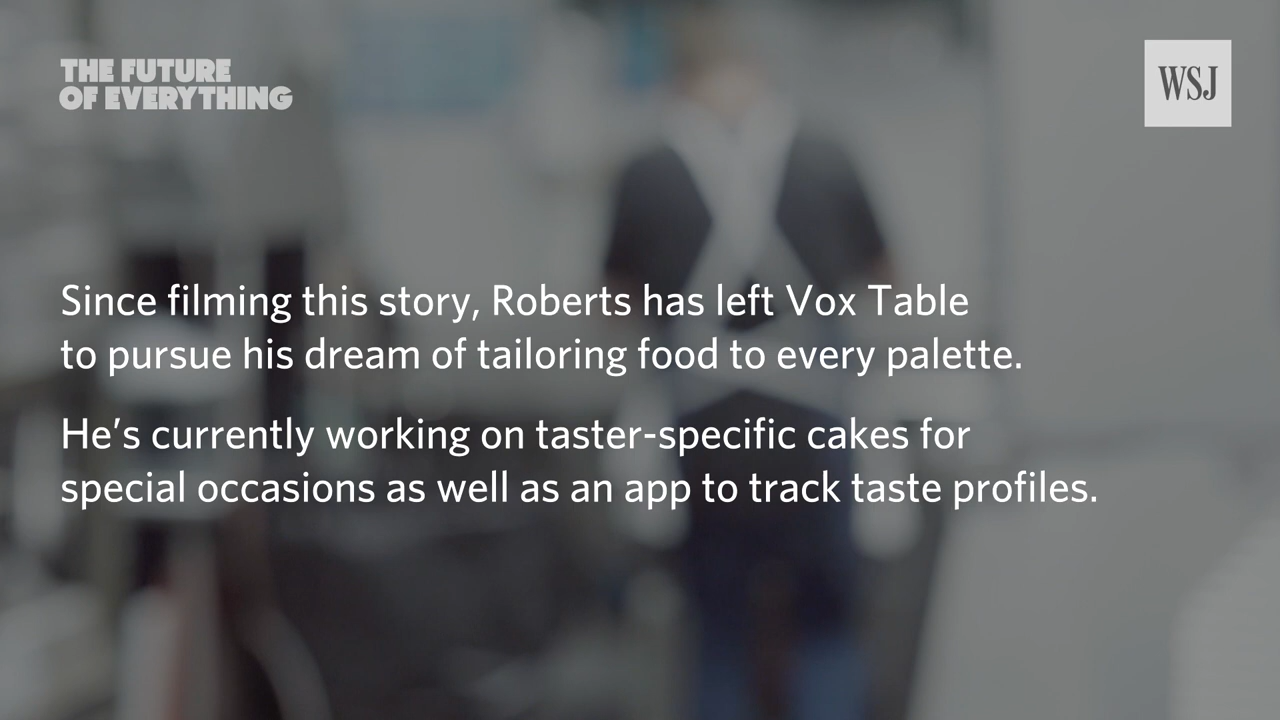 THE FUTURE
OF EVERYTHING
WSJ
Since filming this story, Roberts has left Vox Table
to pursue his dream of tailoring food to every palette.
He’s currently working on taster-specific cakes for
special occasions as well as an app to track taste profiles.